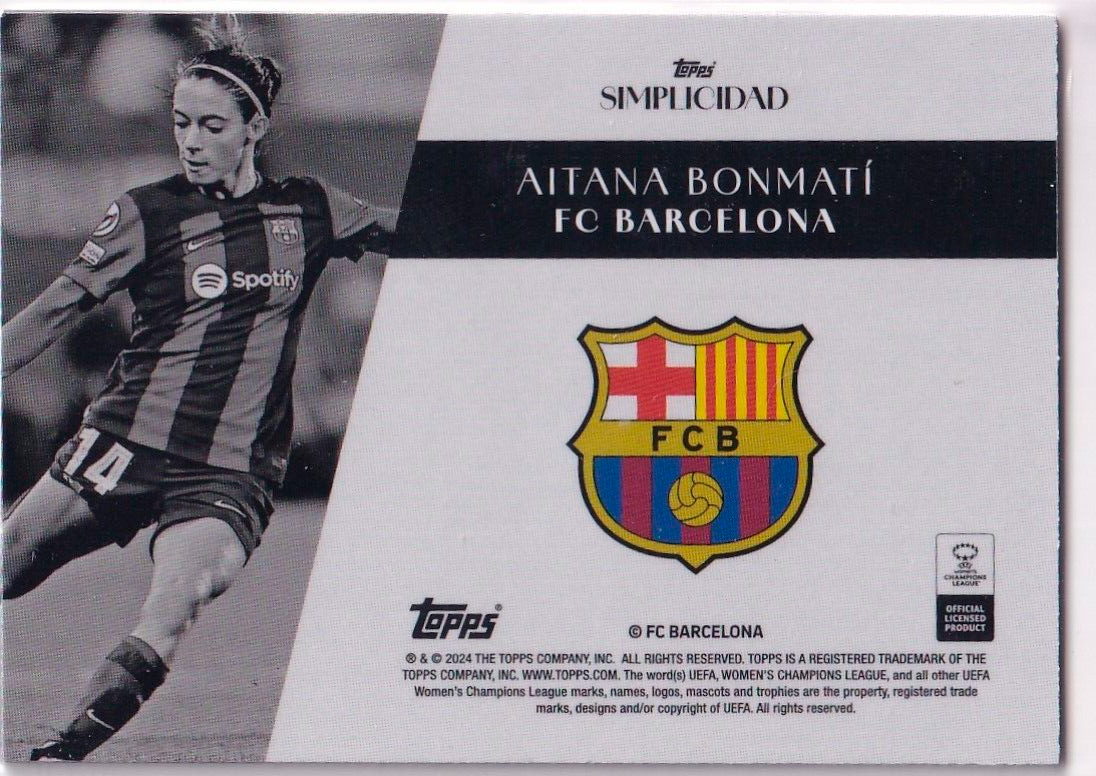 Topps
SIMPLICIDAD
AITANA BONMATÍ
FC BARCELONA
Spotify
14
FCB
WOMEN'S
CHAMPIONS
LEAGUE
OFFICIAL
LICENSED
PRODUCT
Topps®
© FC BARCELONA
® & © 2024 THE TOPPS COMPANY, INC. ALL RIGHTS RESERVED. TOPPS IS A REGISTERED TRADEMARK OF THE
TOPPS COMPANY, INC. WWW.TOPPS.COM. The word(s) UEFA, WOMEN'S CHAMPIONS LEAGUE, and all other UEFA
Women's Champions League marks, names, logos, mascots and trophies are the property, registered trade
marks, designs and/or copyright of UEFA. All rights reserved.